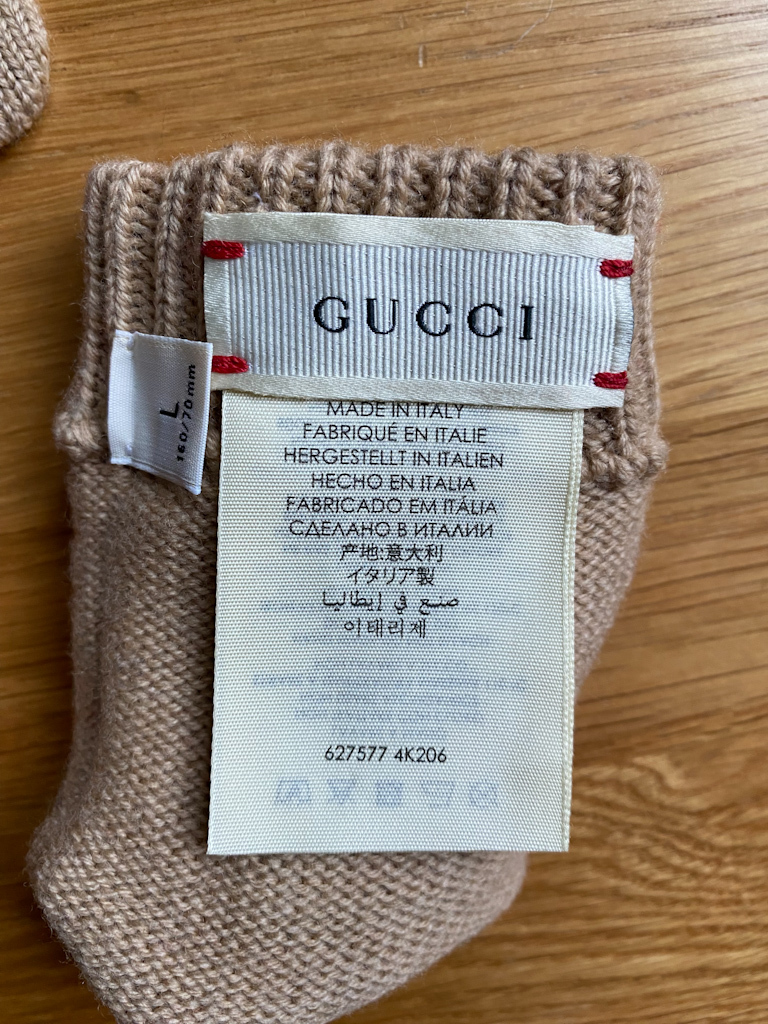 GUCCI
L
160/70mm
MADE IN ITALY
FABRIQUÉ EN ITALIE
HERGESTELLT IN ITALIEN
HECHO EN ITALIA
FABRICADO EM ITÁLIA
СДЕЛАНО В ИТАЛИИ
产地:意大利
イタリア製
صنع في إيطاليا
이태리제
627577 4K206